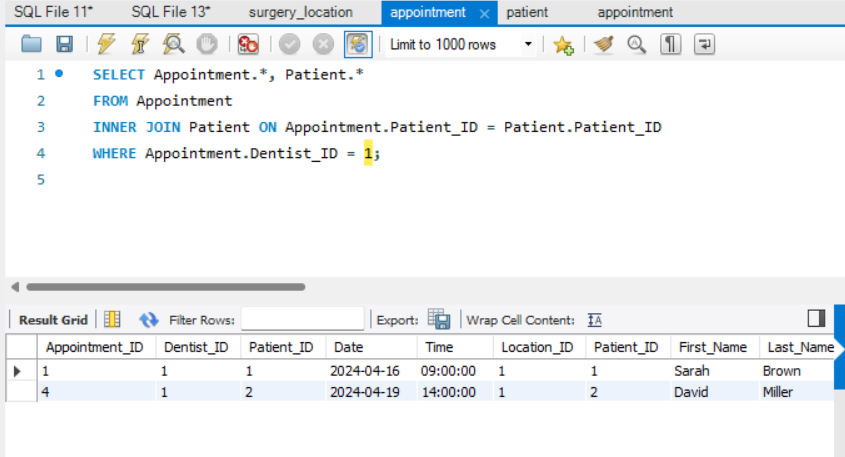 SQL File 11* SQL File 13* surgery_location appointment patient appointment
Limit to 1000 rows
1 SELECT Appointment.*, Patient.*
2 FROM Appointment
3 INNER JOIN Patient ON Appointment.Patient_ID = Patient.Patient_ID
4 WHERE Appointment.Dentist_ID = 1;
5
Result Grid Filter Rows: Export: Wrap Cell Content:
Appointment_ID Dentist_ID Patient_ID Date Time Location_ID Patient_ID First_Name Last_Name
1 1 1 2024-04-16 09:00:00 1 1 Sarah Brown
4 1 2 2024-04-19 14:00:00 1 2 David Miller